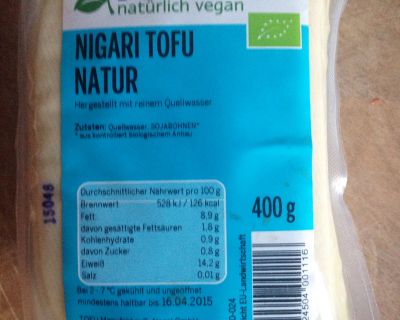 natürlich vegan
NIGARI TOFU
NATUR
Hergestellt mit reinem Quellwasser
Zutaten: Quellwasser, SOJABOHNEN*
* aus kontrolliert biologischem Anbau
Durchschnittlicher Nährwert pro 100 g
Brennwert 528 kJ / 126 kcal
Fett 8,9 g
davon gesättigte Fettsäuren 1,8 g
Kohlenhydrate 0,9 g
davon Zucker 0,8 g
Eiweiß 14,2 g
Salz 0,01 g
Bei 2 - 7 °C gekühlt und ungeöffnet
mindestens haltbar bis 16.04.2015
400 g
15046
icht EU-Landwirtschaft